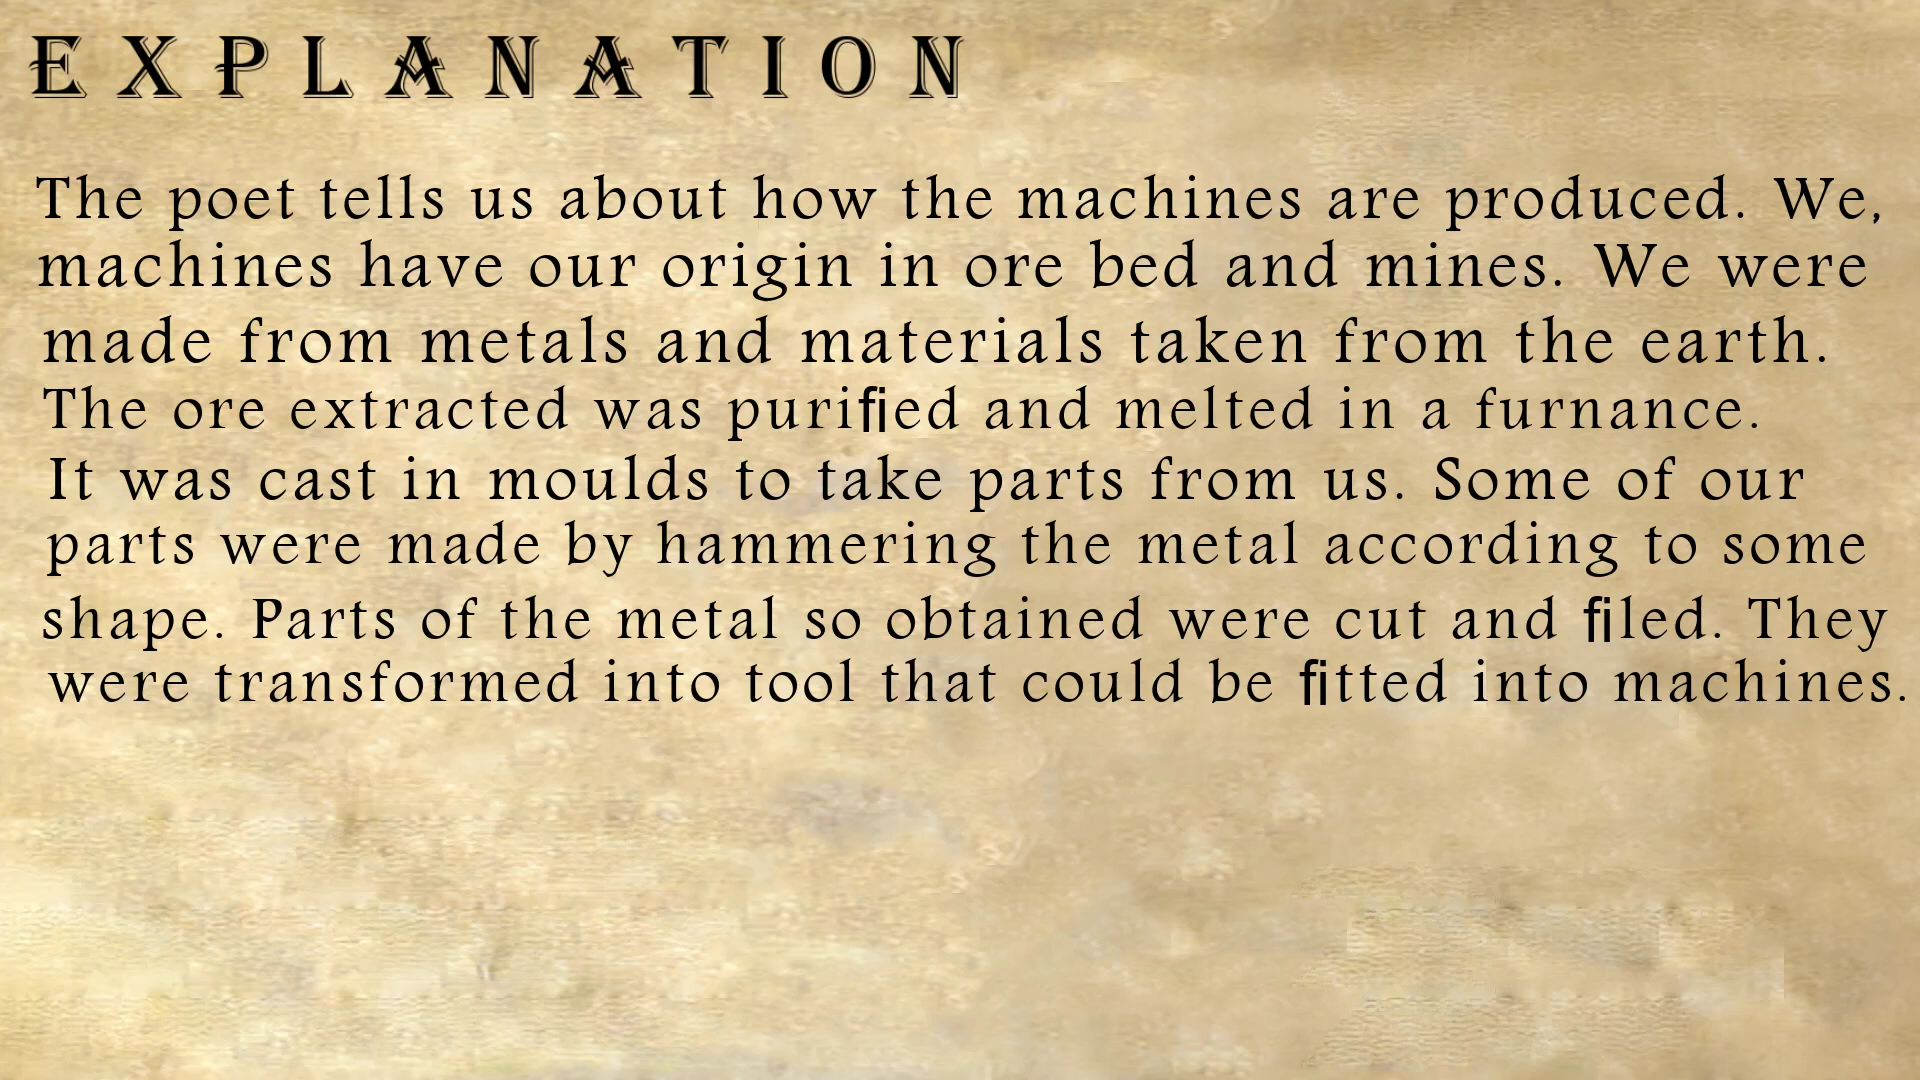 EXPLANATION
The poet tells us about how the machines are produced. We,
machines have our origin in ore bed and mines. We were
made from metals and materials taken from the earth.
The ore extracted was purified and melted in a furnance.
It was cast in moulds to take parts from us. Some of our
parts were made by hammering the metal according to some
shape. Parts of the metal so obtained were cut and filed. They
were transformed into tool that could be fitted into machines.